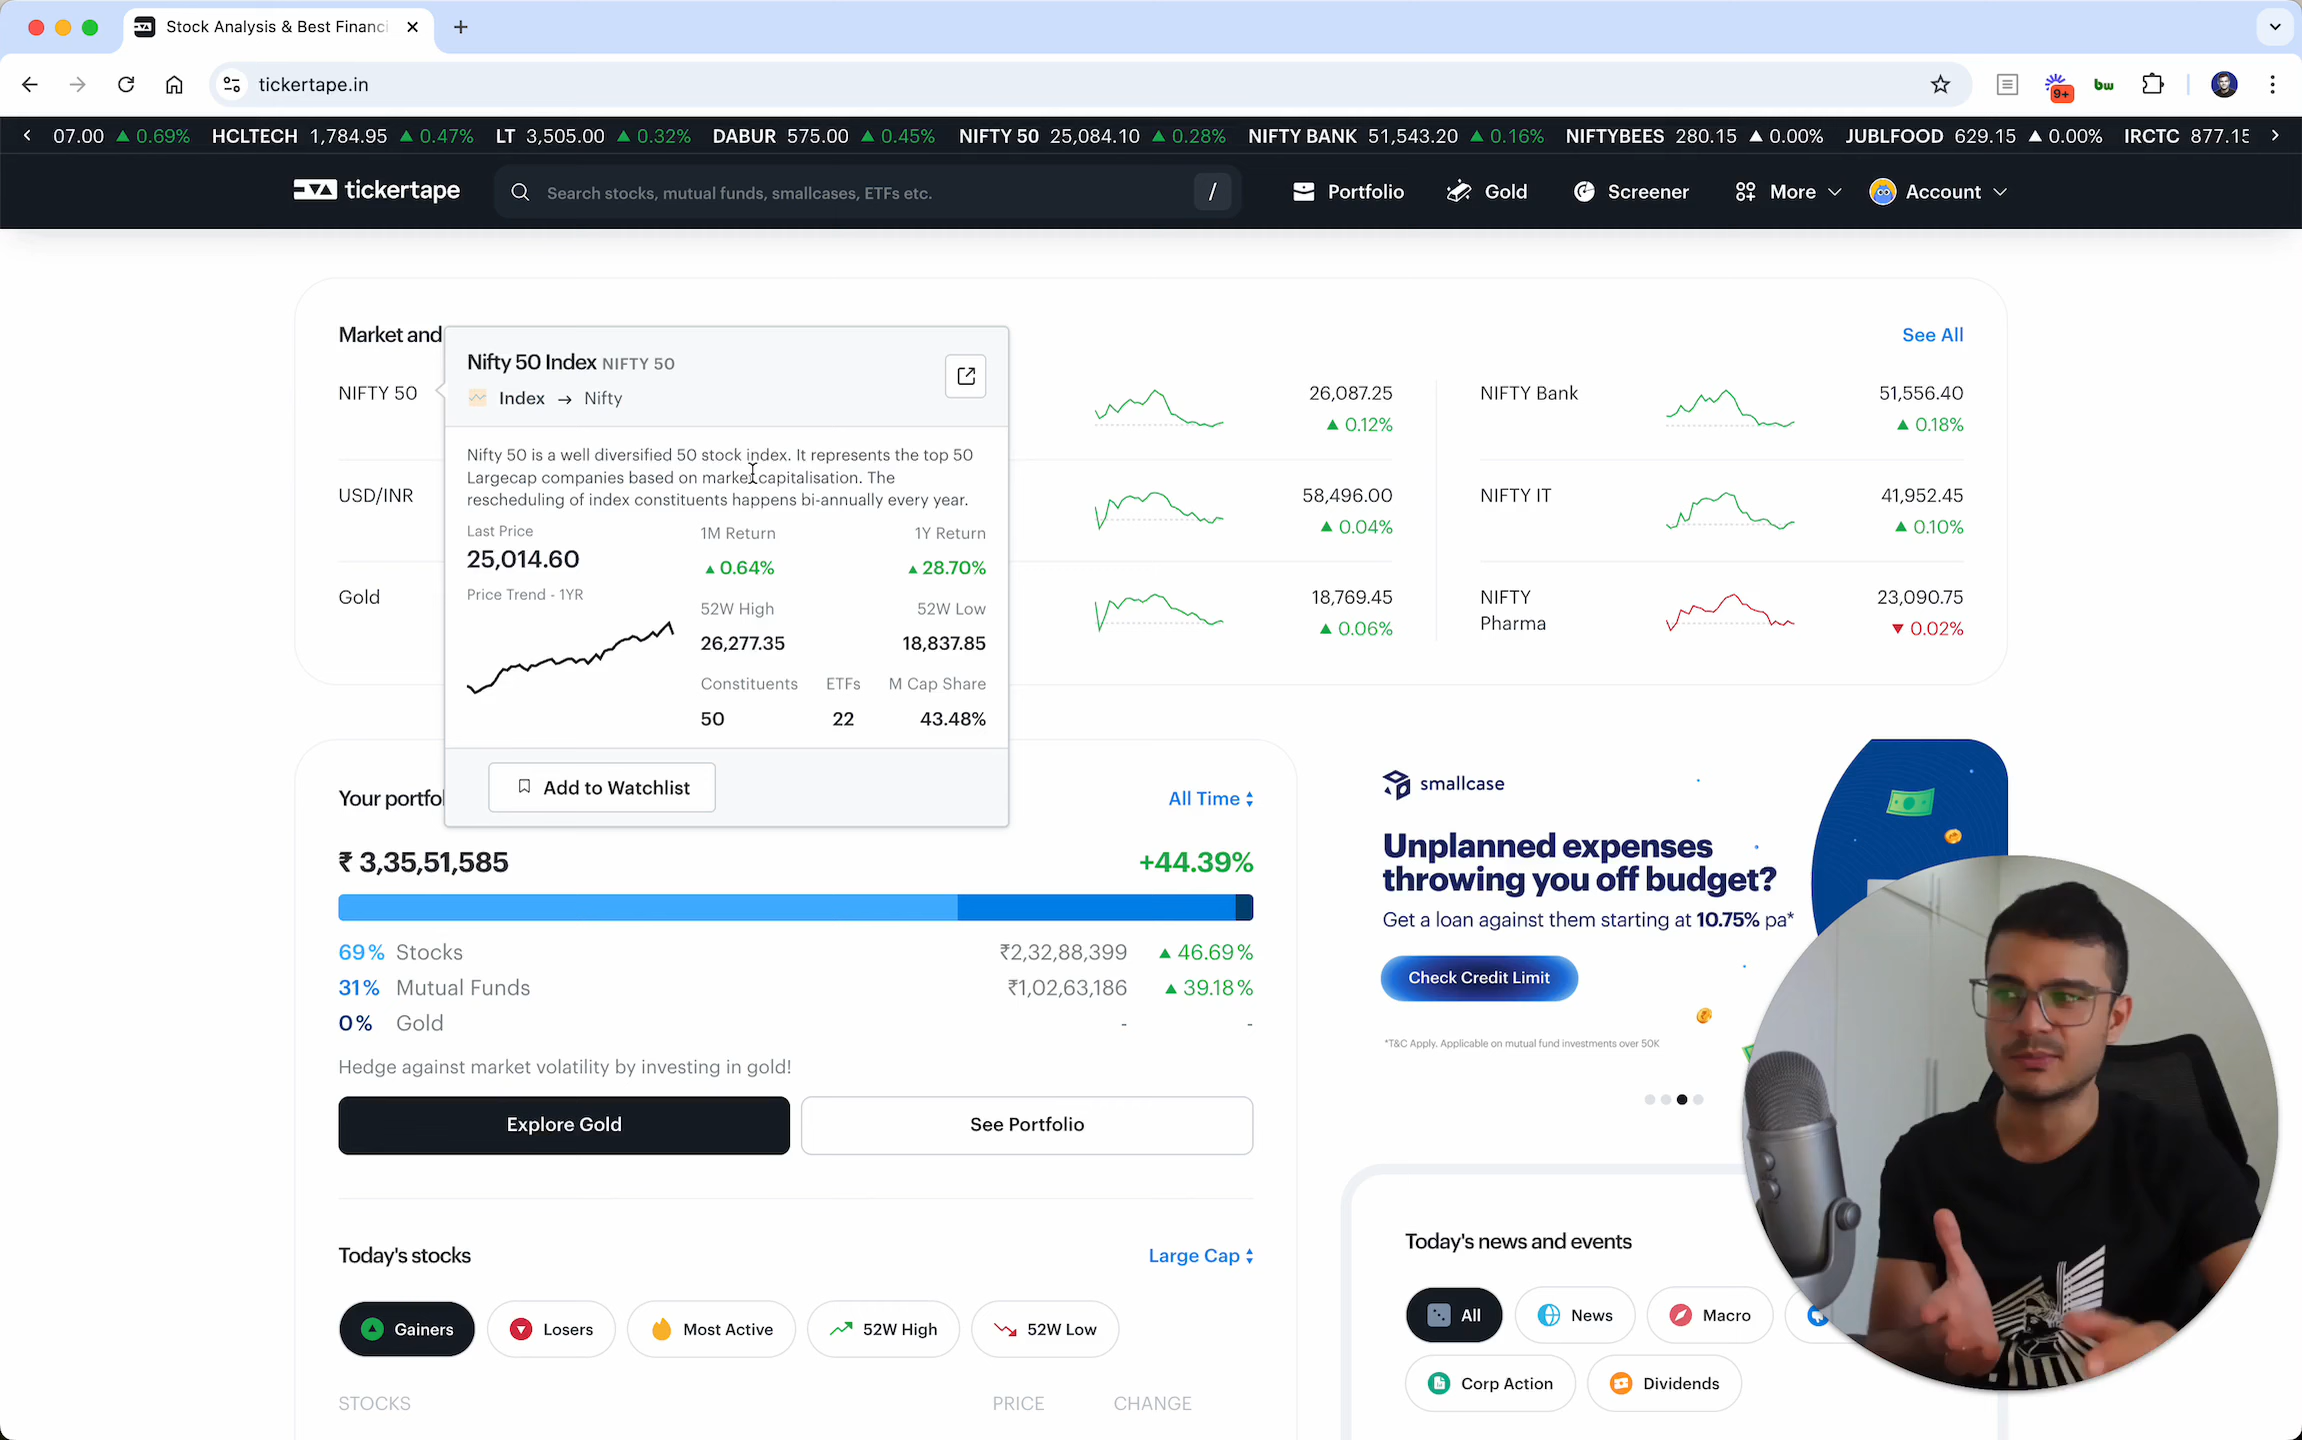 Stock Analysis & Best Financi
tickertape.in
9+
bw
07.00 ▲ 0.69% HCLTECH 1,784.95 ▲ 0.47% LT 3,505.00 ▲ 0.32% DABUR 575.00 ▲ 0.45% NIFTY 50 25,084.10 ▲ 0.28% NIFTY BANK 51,543.20 ▲ 0.16% NIFTYBEES 280.15 ▲ 0.00% JUBLFOOD 629.15 ▲ 0.00% IRCTC 877.15
tickertape
Search stocks, mutual funds, smallcases, ETFs etc. /
Portfolio Gold Screener More Account
Market and
See All
NIFTY 50
USD/INR
Gold
Nifty 50 Index NIFTY 50
Index → Nifty
Nifty 50 is a well diversified 50 stock index. It represents the top 50
Largecap companies based on market capitalisation. The
rescheduling of index constituents happens bi-annually every year.
Last Price
25,014.60
Price Trend - 1YR
1M Return 1Y Return
▲ 0.64% ▲ 28.70%
52W High 52W Low
26,277.35 18,837.85
Constituents ETFs M Cap Share
50 22 43.48%
Add to Watchlist
26,087.25
▲ 0.12%
58,496.00
▲ 0.04%
18,769.45
▲ 0.06%
NIFTY Bank 51,556.40
▲ 0.18%
NIFTY IT 41,952.45
▲ 0.10%
NIFTY
Pharma
23,090.75
▼ 0.02%
Your portfol
All Time
₹ 3,35,51,585 +44.39%
69% Stocks ₹2,32,88,399 ▲ 46.69%
31% Mutual Funds ₹1,02,63,186 ▲ 39.18%
0% Gold - -
Hedge against market volatility by investing in gold!
Explore Gold See Portfolio
Today's stocks Large Cap
Gainers Losers Most Active 52W High 52W Low
STOCKS PRICE CHANGE
smallcase
Unplanned expenses
throwing you off budget?
Get a loan against them starting at 10.75% pa*
Check Credit Limit
*T&C Apply. Applicable on mutual fund investments over 50K
Today's news and events
All News Macro
Corp Action Dividends